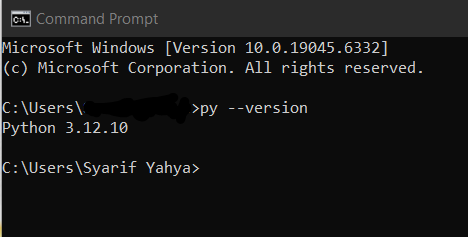 Command Prompt
Microsoft Windows [Version 10.0.19045.6332]
(c) Microsoft Corporation. All rights reserved.
C:\Users\ >py --version
Python 3.12.10
C:\Users\Syarif Yahya>